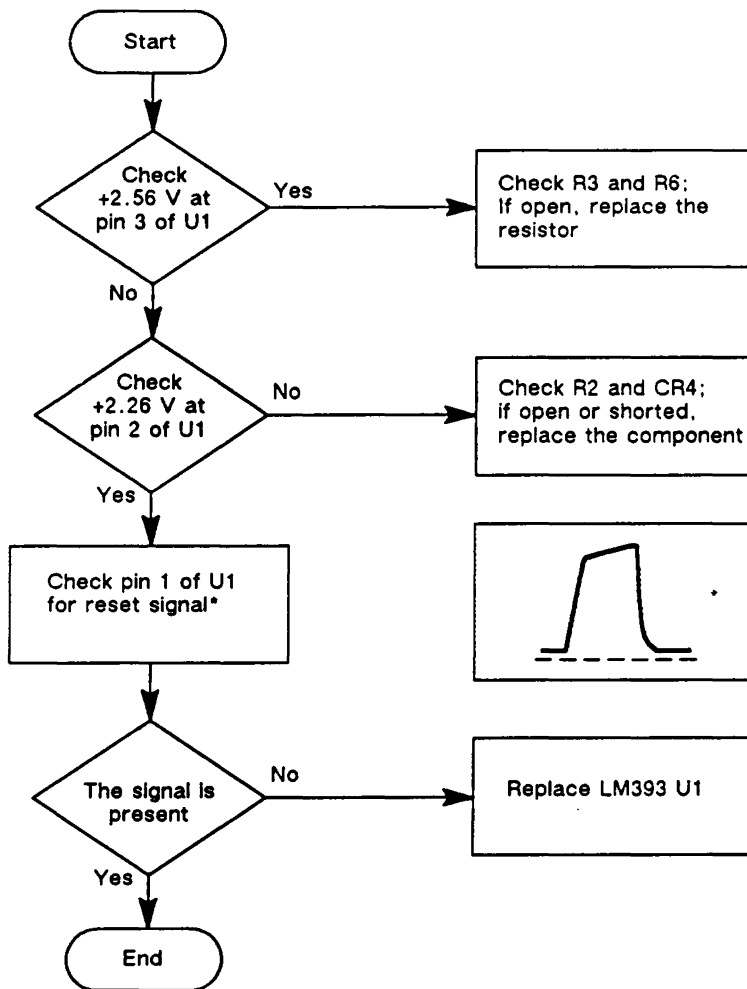 Start
Check
+2.56 V at
pin 3 of U1
Yes
Check R3 and R6;
If open, replace the
resistor
No
Check
+2.26 V at
pin 2 of U1
No
Check R2 and CR4;
if open or shorted,
replace the component
Yes
Check pin 1 of U1
for reset signal*
*
The signal is
present
No
Replace LM393 U1
Yes
End